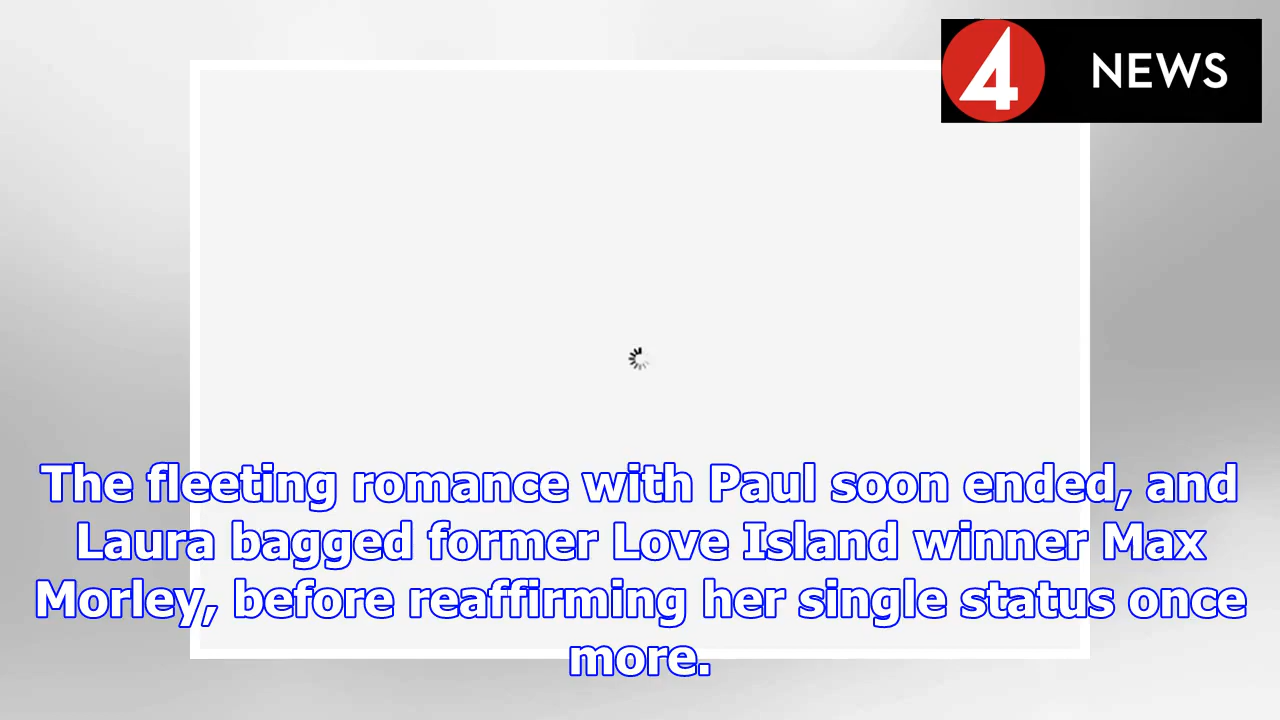 4 NEWS
The fleeting romance with Paul soon ended, and
Laura bagged former Love Island winner Max
Morley, before reaffirming her single status once
more.